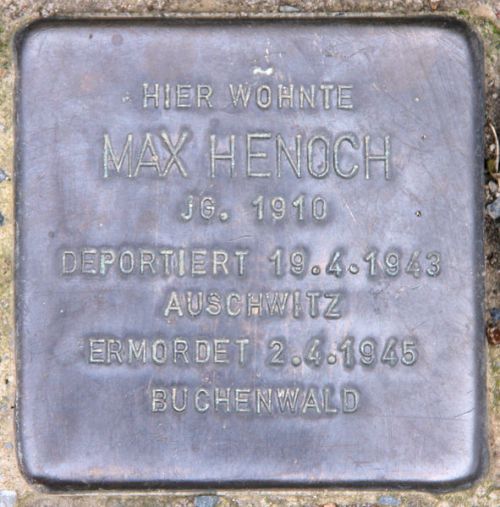 HIER WOHNTE
MAX HENOCH
JG. 1910
DEPORTIERT 19.4.1943
AUSCHWITZ
ERMORDET 2.4.1945
BUCHENWALD